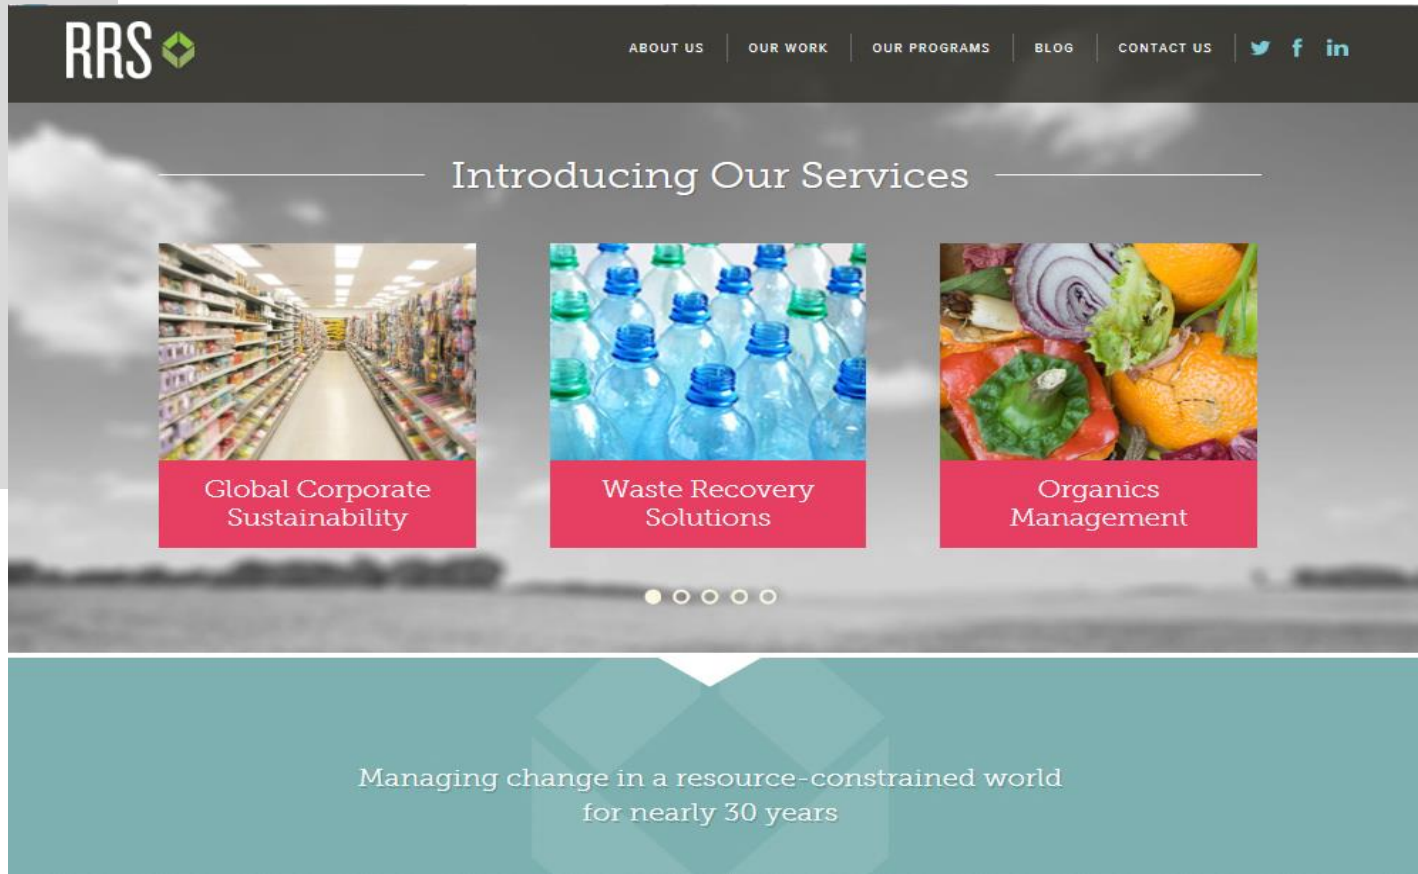 RRS
ABOUT US
OUR WORK
OUR PROGRAMS
BLOG
CONTACT US
Introducing Our Services
Global Corporate
Sustainability
Waste Recovery
Solutions
Organics
Management
Managing change in a resource-constrained world
for nearly 30 years